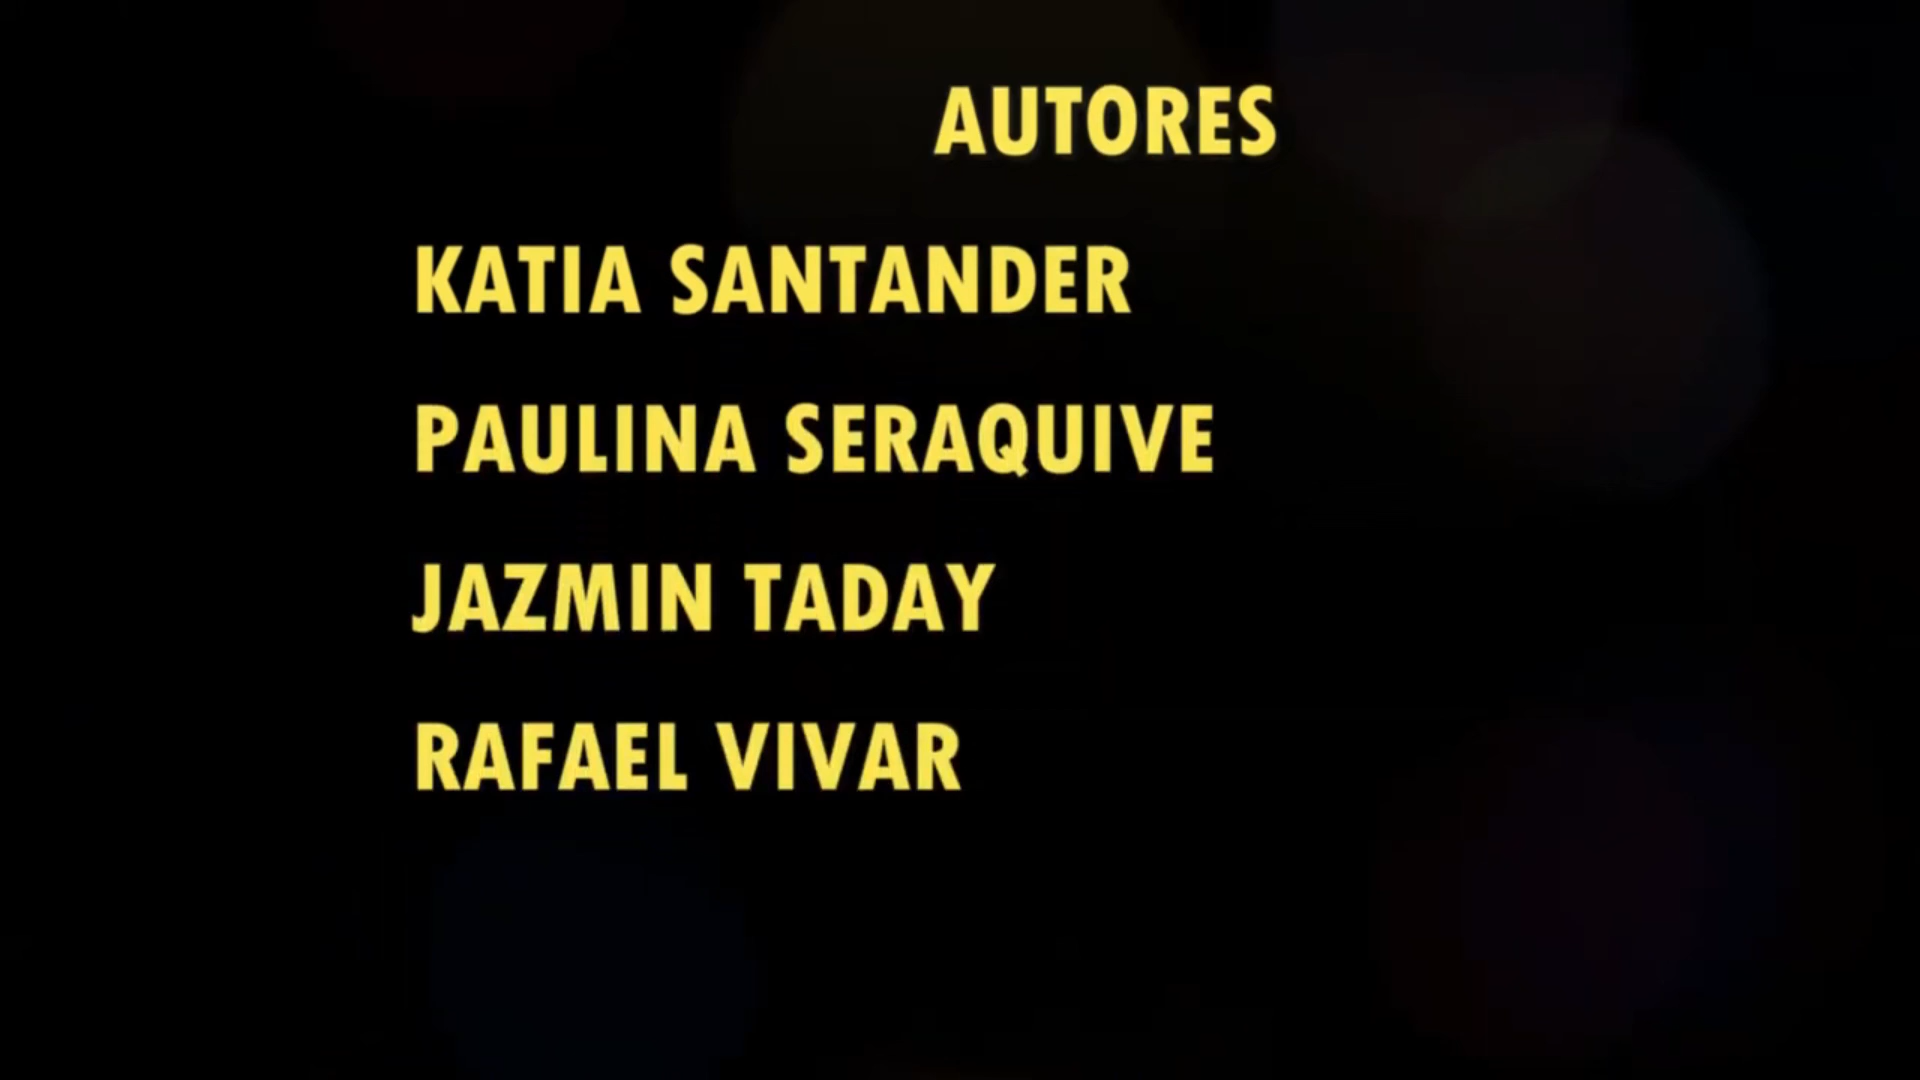 AUTORES
KATIA SANTANDER
PAULINA SERAQUIVE
JAZMIN TADAY
RAFAEL VIVAR